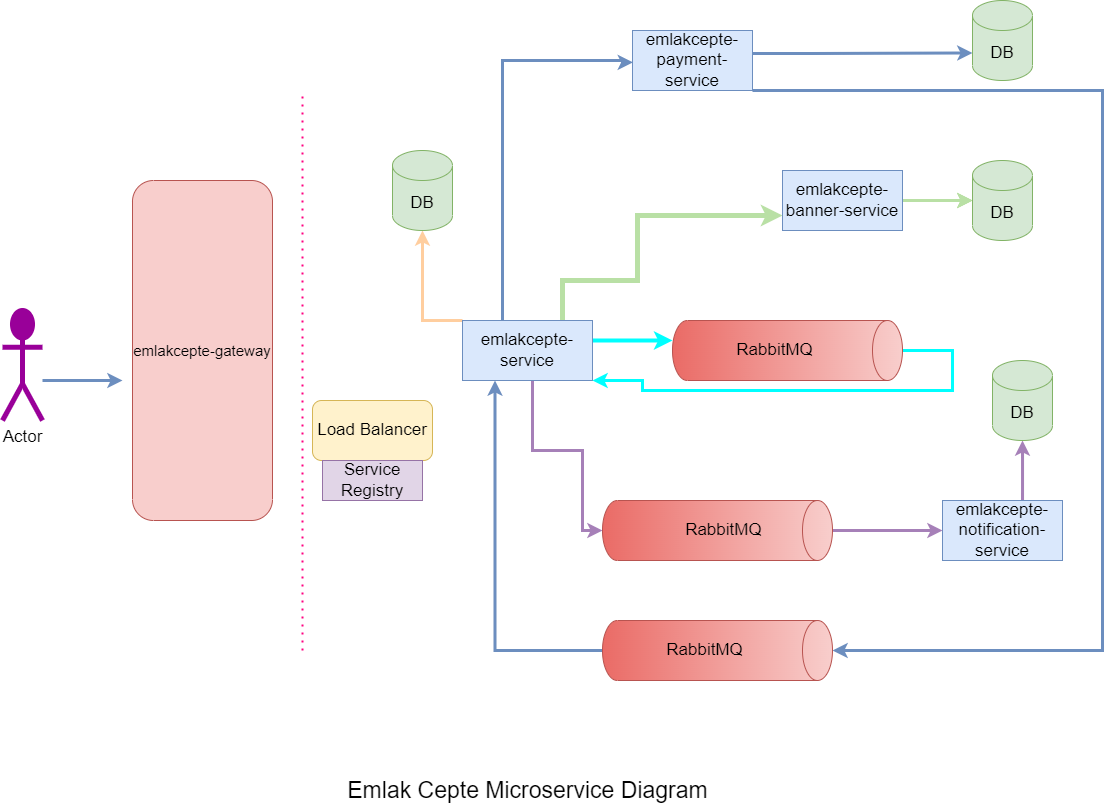 emlakcepte-
payment-
service
DB
DB
emlakcepte-
banner-service
DB
emlakcepte-gateway
emlakcepte-
service
RabbitMQ
DB
Actor
Load Balancer
Service
Registry
RabbitMQ
emlakcepte-
notification-
service
RabbitMQ
Emlak Cepte Microservice Diagram